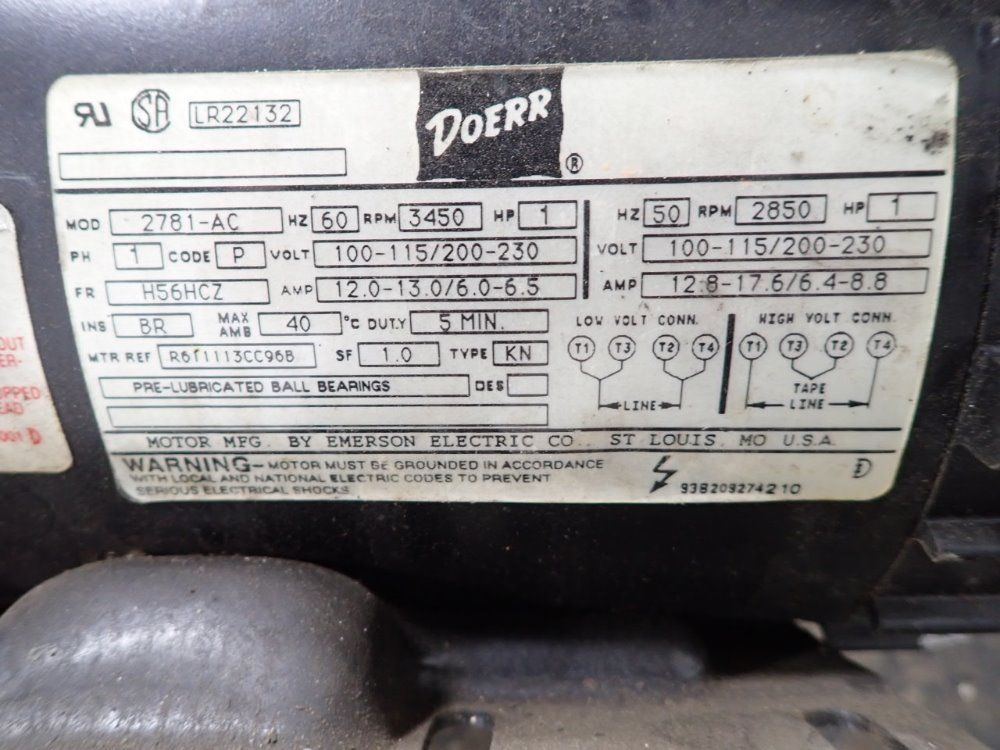 LR22132
DOERR ®
MOD 2781-AC HZ 60 RPM 3450 HP 1 HZ 50 RPM 2850 HP 1
PH 1 CODE P VOLT 100-115/200-230 VOLT 100-115/200-230
FR H56HCZ AMP 12.0-13.0/6.0-6.5 AMP 12.8-17.6/6.4-8.8
INS BR MAX AMB 40 °C DUTY 5 MIN. LOW VOLT CONN. HIGH VOLT CONN.
MTR REF SF 1.0 TYPE KN T1 T3 T2 T4 T1 T3 T2 T4
PRE-LUBRICATED BALL BEARINGS DES TAPE
LINE LINE
MOTOR MFG. BY EMERSON ELECTRIC CO., ST LOUIS, MO U.S.A.
WARNING-MOTOR MUST BE GROUNDED IN ACCORDANCE
WITH LOCAL AND NATIONAL ELECTRIC CODES TO PREVENT
SERIOUS ELECTRICAL SHOCKS
93B209274210